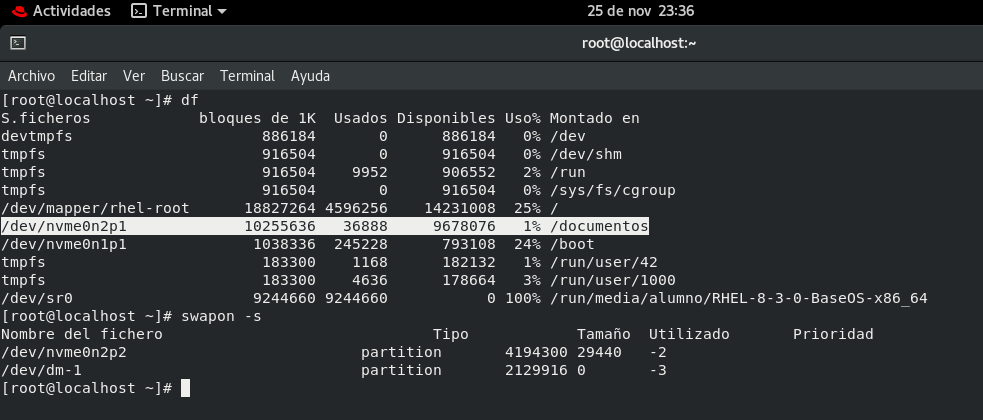 Actividades Terminal 25 de nov 23:36
root@localhost:~
Archivo Editar Ver Buscar Terminal Ayuda
[root@localhost ~]# df
S.ficheros bloques de 1K Usados Disponibles Uso% Montado en
devtmpfs 886184 0 886184 0% /dev
tmpfs 916504 0 916504 0% /dev/shm
tmpfs 916504 9952 906552 2% /run
tmpfs 916504 0 916504 0% /sys/fs/cgroup
/dev/mapper/rhel-root 18827264 4596256 14231008 25% /
/dev/nvme0n2p1 10255636 36888 9678076 1% /documentos
/dev/nvme0n1p1 1038336 245228 793108 24% /boot
tmpfs 183300 1168 182132 1% /run/user/42
tmpfs 183300 4636 178664 3% /run/user/1000
/dev/sr0 9244660 9244660 0 100% /run/media/alumno/RHEL-8-3-0-BaseOS-x86_64
[root@localhost ~]# swapon -s
Nombre del fichero Tipo Tamaño Utilizado Prioridad
/dev/nvme0n2p2 partition 4194300 29440 -2
/dev/dm-1 partition 2129916 0 -3
[root@localhost ~]#